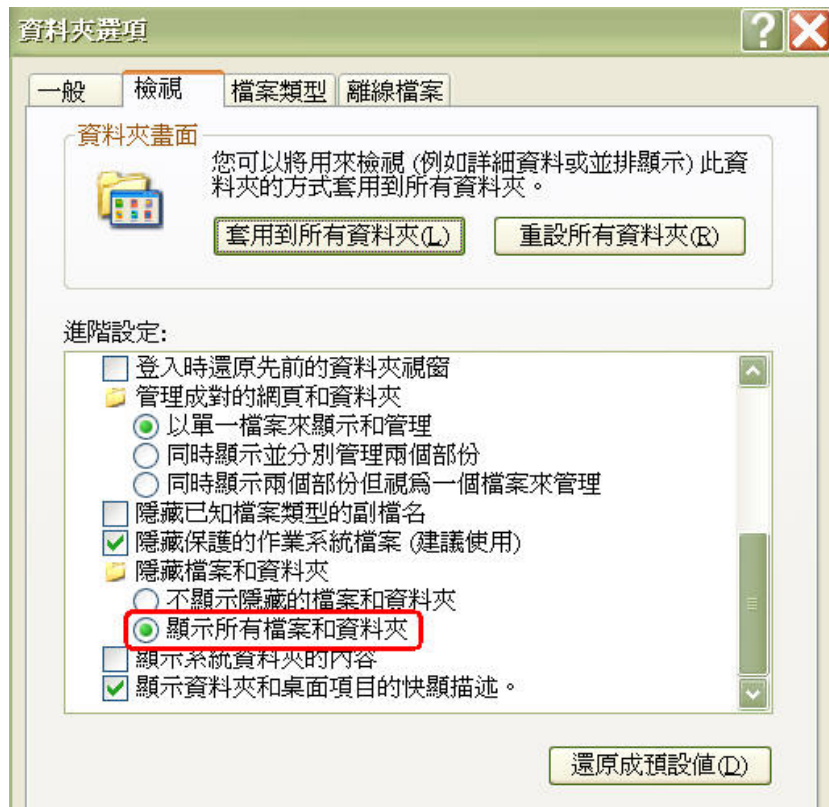 資料夾選項
一般 檢視 檔案類型 離線檔案
資料夾畫面
您可以將用來檢視 (例如詳細資料或並排顯示) 此資
料夾的方式套用到所有資料夾。
套用到所有資料夾(L) 重設所有資料夾(R)
進階設定:
登入時還原先前的資料夾視窗
管理成對的網頁和資料夾
以單一檔案來顯示和管理
同時顯示並分別管理兩個部份
同時顯示兩個部份但視為一個檔案來管理
隱藏已知檔案類型的副檔名
隱藏保護的作業系統檔案 (建議使用)
隱藏檔案和資料夾
不顯示隱藏的檔案和資料夾
顯示所有檔案和資料夾
顯示系統資料夾的內容
顯示資料夾和桌面項目的快顯描述。
還原成預設值(D)